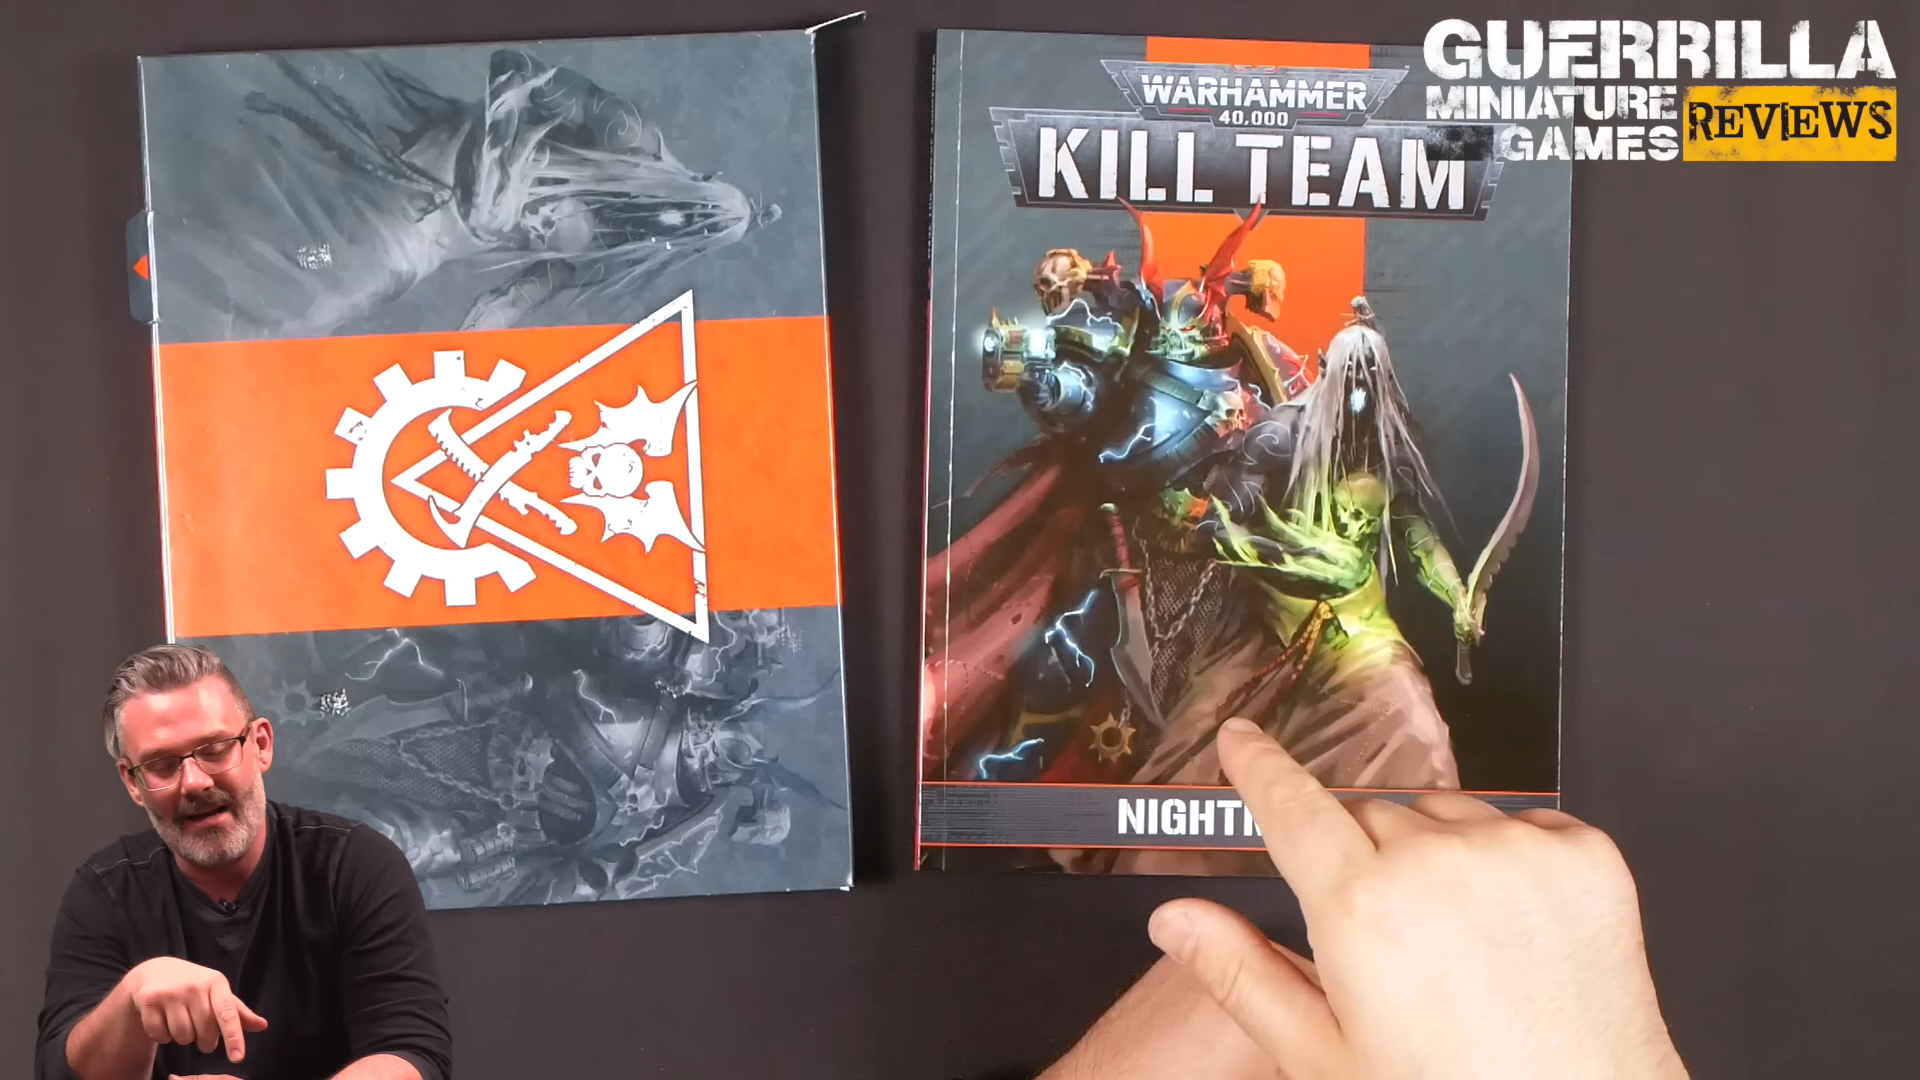 WARHAMMER
40,000
KILL TEAM
NIGHT
GUERRILLA
MINIATURE
GAMES
REVIEWS